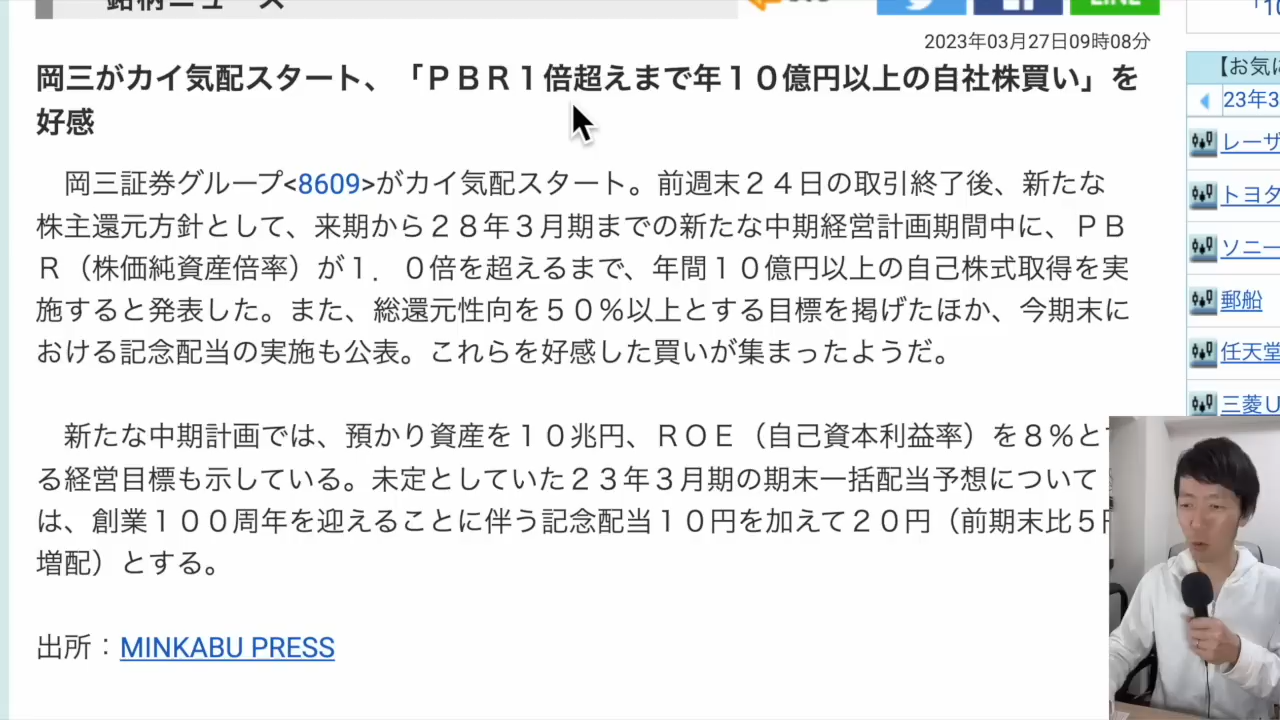 銘柄ニュース
LINE
2023年03月27日09時08分
岡三がカイ気配スタート、「ＰＢＲ１倍超えまで年１０億円以上の自社株買い」を
好感
岡三証券グループ<8609>がカイ気配スタート。前週末２４日の取引終了後、新たな
株主還元方針として、来期から２８年３月期までの新たな中期経営計画期間中に、ＰＢ
Ｒ（株価純資産倍率）が１．０倍を超えるまで、年間１０億円以上の自己株式取得を実
施すると発表した。また、総還元性向を５０％以上とする目標を掲げたほか、今期末に
おける記念配当の実施も公表。これらを好感した買いが集まったようだ。
新たな中期計画では、預かり資産を１０兆円、ＲＯＥ（自己資本利益率）を８％と
る経営目標も示している。未定としていた２３年３月期の期末一括配当予想について
は、創業１００周年を迎えることに伴う記念配当１０円を加えて２０円（前期末比５
増配）とする。
出所：MINKABU PRESS
【お気に
23年3
レーザ
トヨタ
ソニー
郵船
任天堂
三菱U